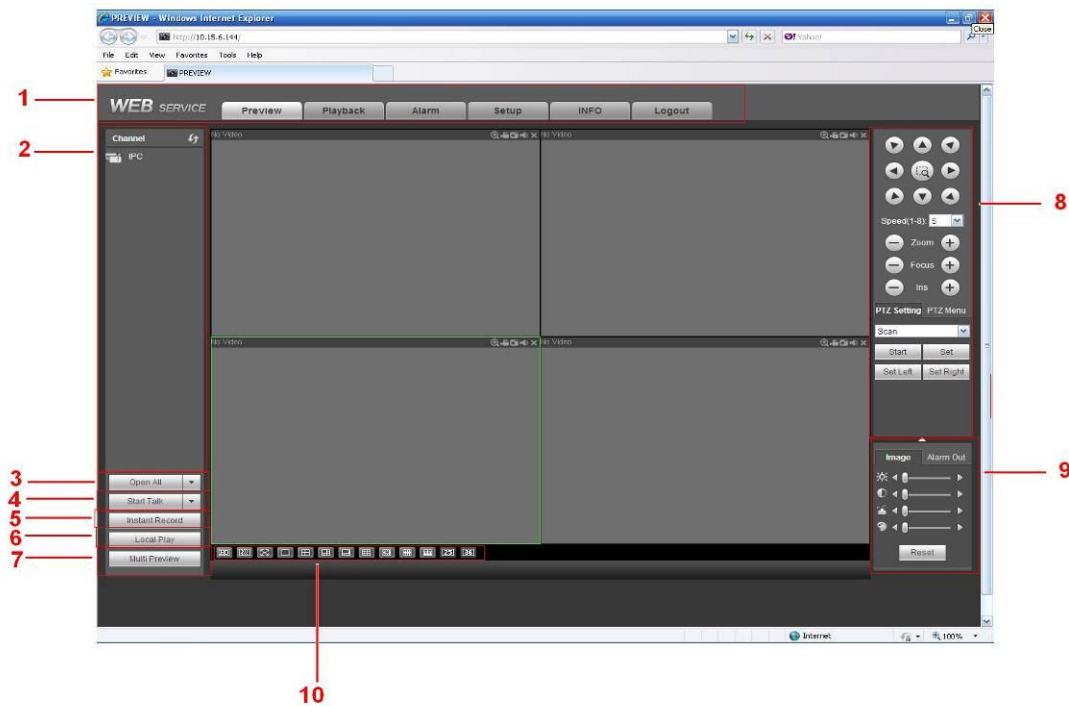 PREVIEW - Windows Internet Explorer
Close
http://10.15.6.144/
Yahoo!
File Edit View Favorites Tools Help
Favorites PREVIEW
1
WEB SERVICE Preview Playback Alarm Setup INFO Logout
2
Channel
IPC
No Video
No Video
8
Speed(1-8): 5
Zoom
Focus
Iris
PTZ Setting PTZ Menu
Scan
Start Set
Set Left Set Right
No Video
No Video
9
Image Alarm Out
Reset
3
Open All
4
Start Talk
5
Instant Record
6
Local Play
7
Multi Preview
25 36
10
Internet
100%